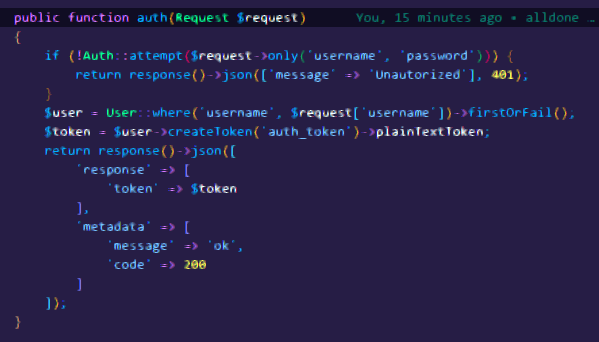 public function auth(Request $request)    You, 15 minutes ago • alldone …
{
    if (!Auth::attempt($request->only('username', 'password'))) {
        return response()->json(['message' => 'Unautorized'], 401);
    }
    $user = User::where('username', $request['username'])->firstOrFail();
    $token = $user->createToken('auth_token')->plainTextToken;
    return response()->json([
        'response' => [
            'token' => $token
        ],
        'metadata' => [
            'message' => 'ok',
            'code' => 200
        ]
    ]);
}